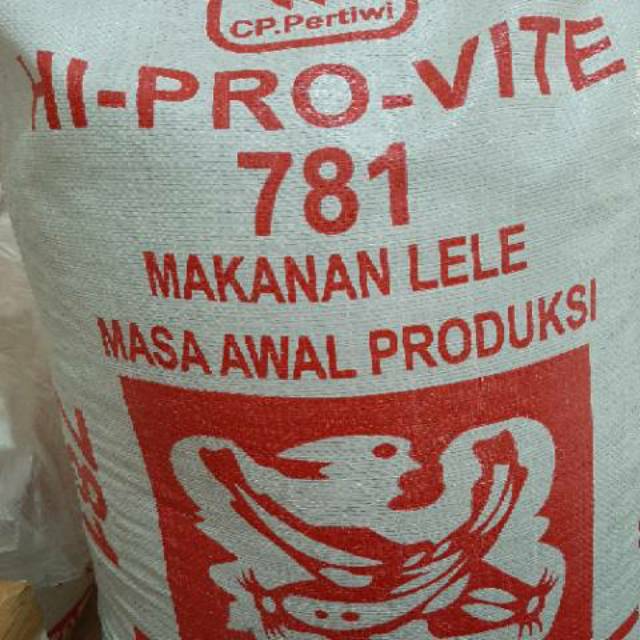 CP.Pertiwi
HI-PRO-VITE
781
MAKANAN LELE
MASA AWAL PRODUKSI